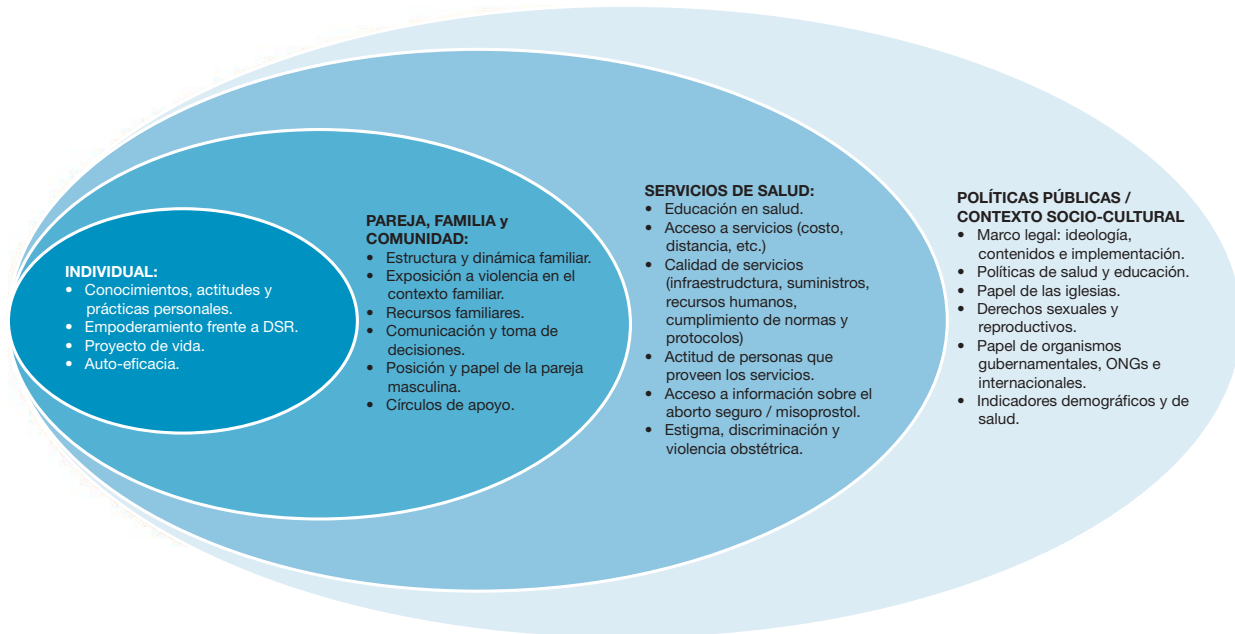 INDIVIDUAL:
• Conocimientos, actitudes y
prácticas personales.
• Empoderamiento frente a DSR.
• Proyecto de vida.
• Auto-eficacia.
PAREJA, FAMILIA y
COMUNIDAD:
• Estructura y dinámica familiar.
• Exposición a violencia en el
contexto familiar.
• Recursos familiares.
• Comunicación y toma de
decisiones.
• Posición y papel de la pareja
masculina.
• Círculos de apoyo.
SERVICIOS DE SALUD:
• Educación en salud.
• Acceso a servicios (costo,
distancia, etc.)
• Calidad de servicios
(infraestrudctura, suministros,
recursos humanos,
cumplimiento de normas y
protocolos)
• Actitud de personas que
proveen los servicios.
• Acceso a información sobre el
aborto seguro / misoprostol.
• Estigma, discriminación y
violencia obstétrica.
POLÍTICAS PÚBLICAS /
CONTEXTO SOCIO-CULTURAL
• Marco legal: ideología,
contenidos e implementación.
• Políticas de salud y educación.
• Papel de las iglesias.
• Derechos sexuales y
reproductivos.
• Papel de organismos
gubernamentales, ONGs e
internacionales.
• Indicadores demográficos y de
salud.